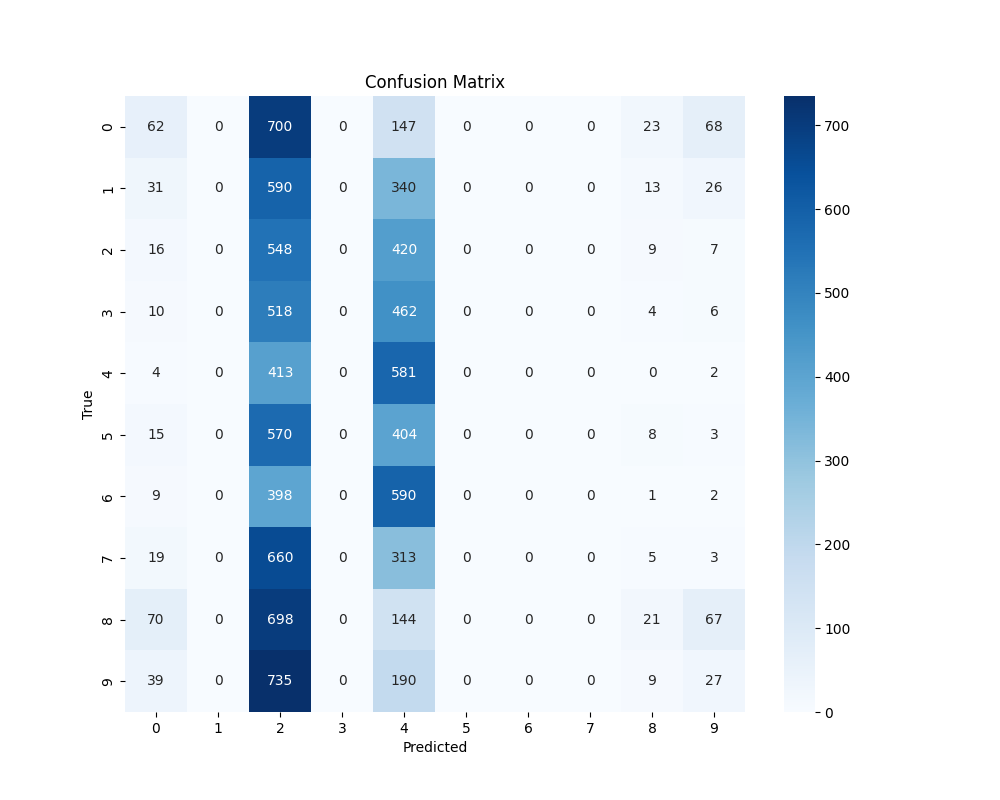 Confusion Matrix
0 62 0 700 0 147 0 0 0 23 68
1 31 0 590 0 340 0 0 0 13 26
2 16 0 548 0 420 0 0 0 9 7
3 10 0 518 0 462 0 0 0 4 6
4 4 0 413 0 581 0 0 0 0 2
5 15 0 570 0 404 0 0 0 8 3
6 9 0 398 0 590 0 0 0 1 2
7 19 0 660 0 313 0 0 0 5 3
8 70 0 698 0 144 0 0 0 21 67
9 39 0 735 0 190 0 0 0 9 27
0 1 2 3 4 5 6 7 8 9
Predicted
True
700
600
500
400
300
200
100
0